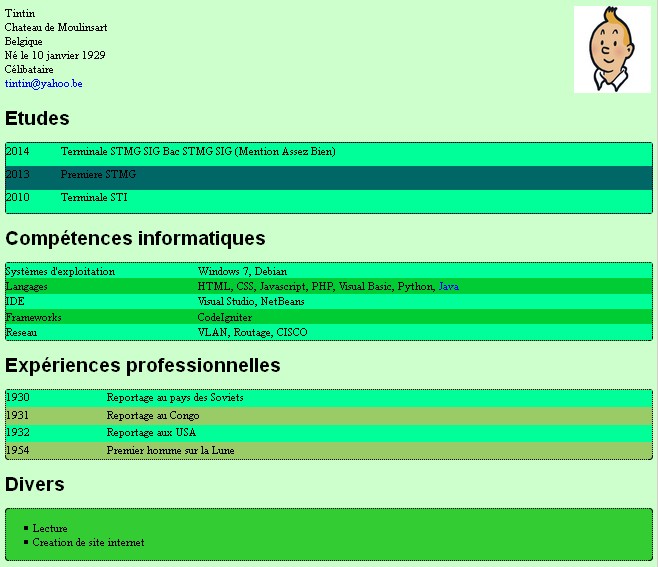 Tintin
Chateau de Moulinsart
Belgique
Né le 10 janvier 1929
Célibataire
tintin@yahoo.be
Etudes
2014 Terminale STMG SIG Bac STMG SIG (Mention Assez Bien)
2013 Premiere STMG
2010 Terminale STI
Compétences informatiques
Systèmes d'exploitation Windows 7, Debian
Langages HTML, CSS, Javascript, PHP, Visual Basic, Python, Java
IDE Visual Studio, NetBeans
Frameworks CodeIgniter
Reseau VLAN, Routage, CISCO
Expériences professionnelles
1930 Reportage au pays des Soviets
1931 Reportage au Congo
1932 Reportage aux USA
1954 Premier homme sur la Lune
Divers
Lecture
Creation de site internet